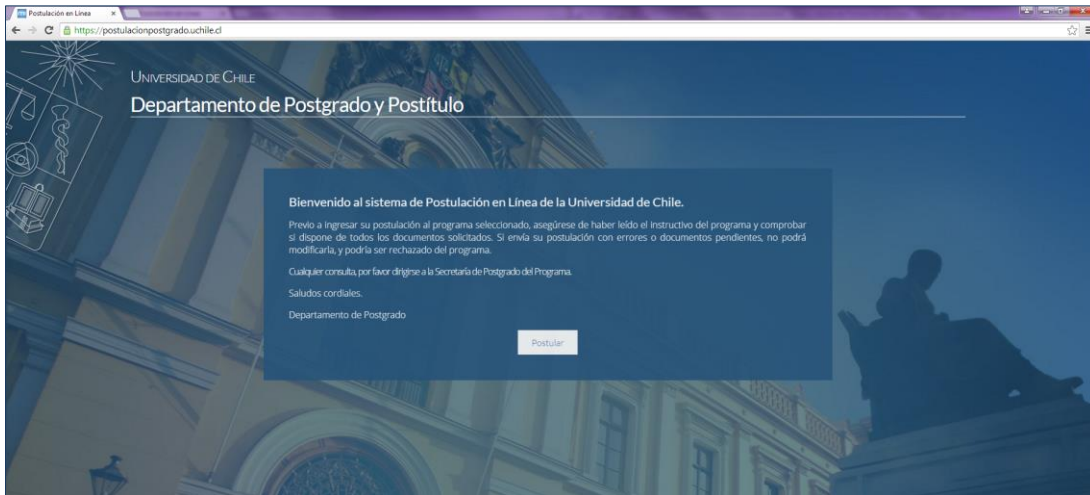 Postulación en Línea
https://postulacionpostgrado.uchile.cl
UNIVERSIDAD DE CHILE
Departamento de Postgrado y Postítulo
Bienvenido al sistema de Postulación en Línea de la Universidad de Chile.
Previo a ingresar su postulación al programa seleccionado, asegúrese de haber leído el instructivo del programa y comprobar
si dispone de todos los documentos solicitados. Si envía su postulación con errores o documentos pendientes, no podrá
modificarla, y podría ser rechazado del programa.
Cualquier consulta, por favor dirigirse a la Secretaría de Postgrado del Programa.
Saludos cordiales.
Departamento de Postgrado
Postular